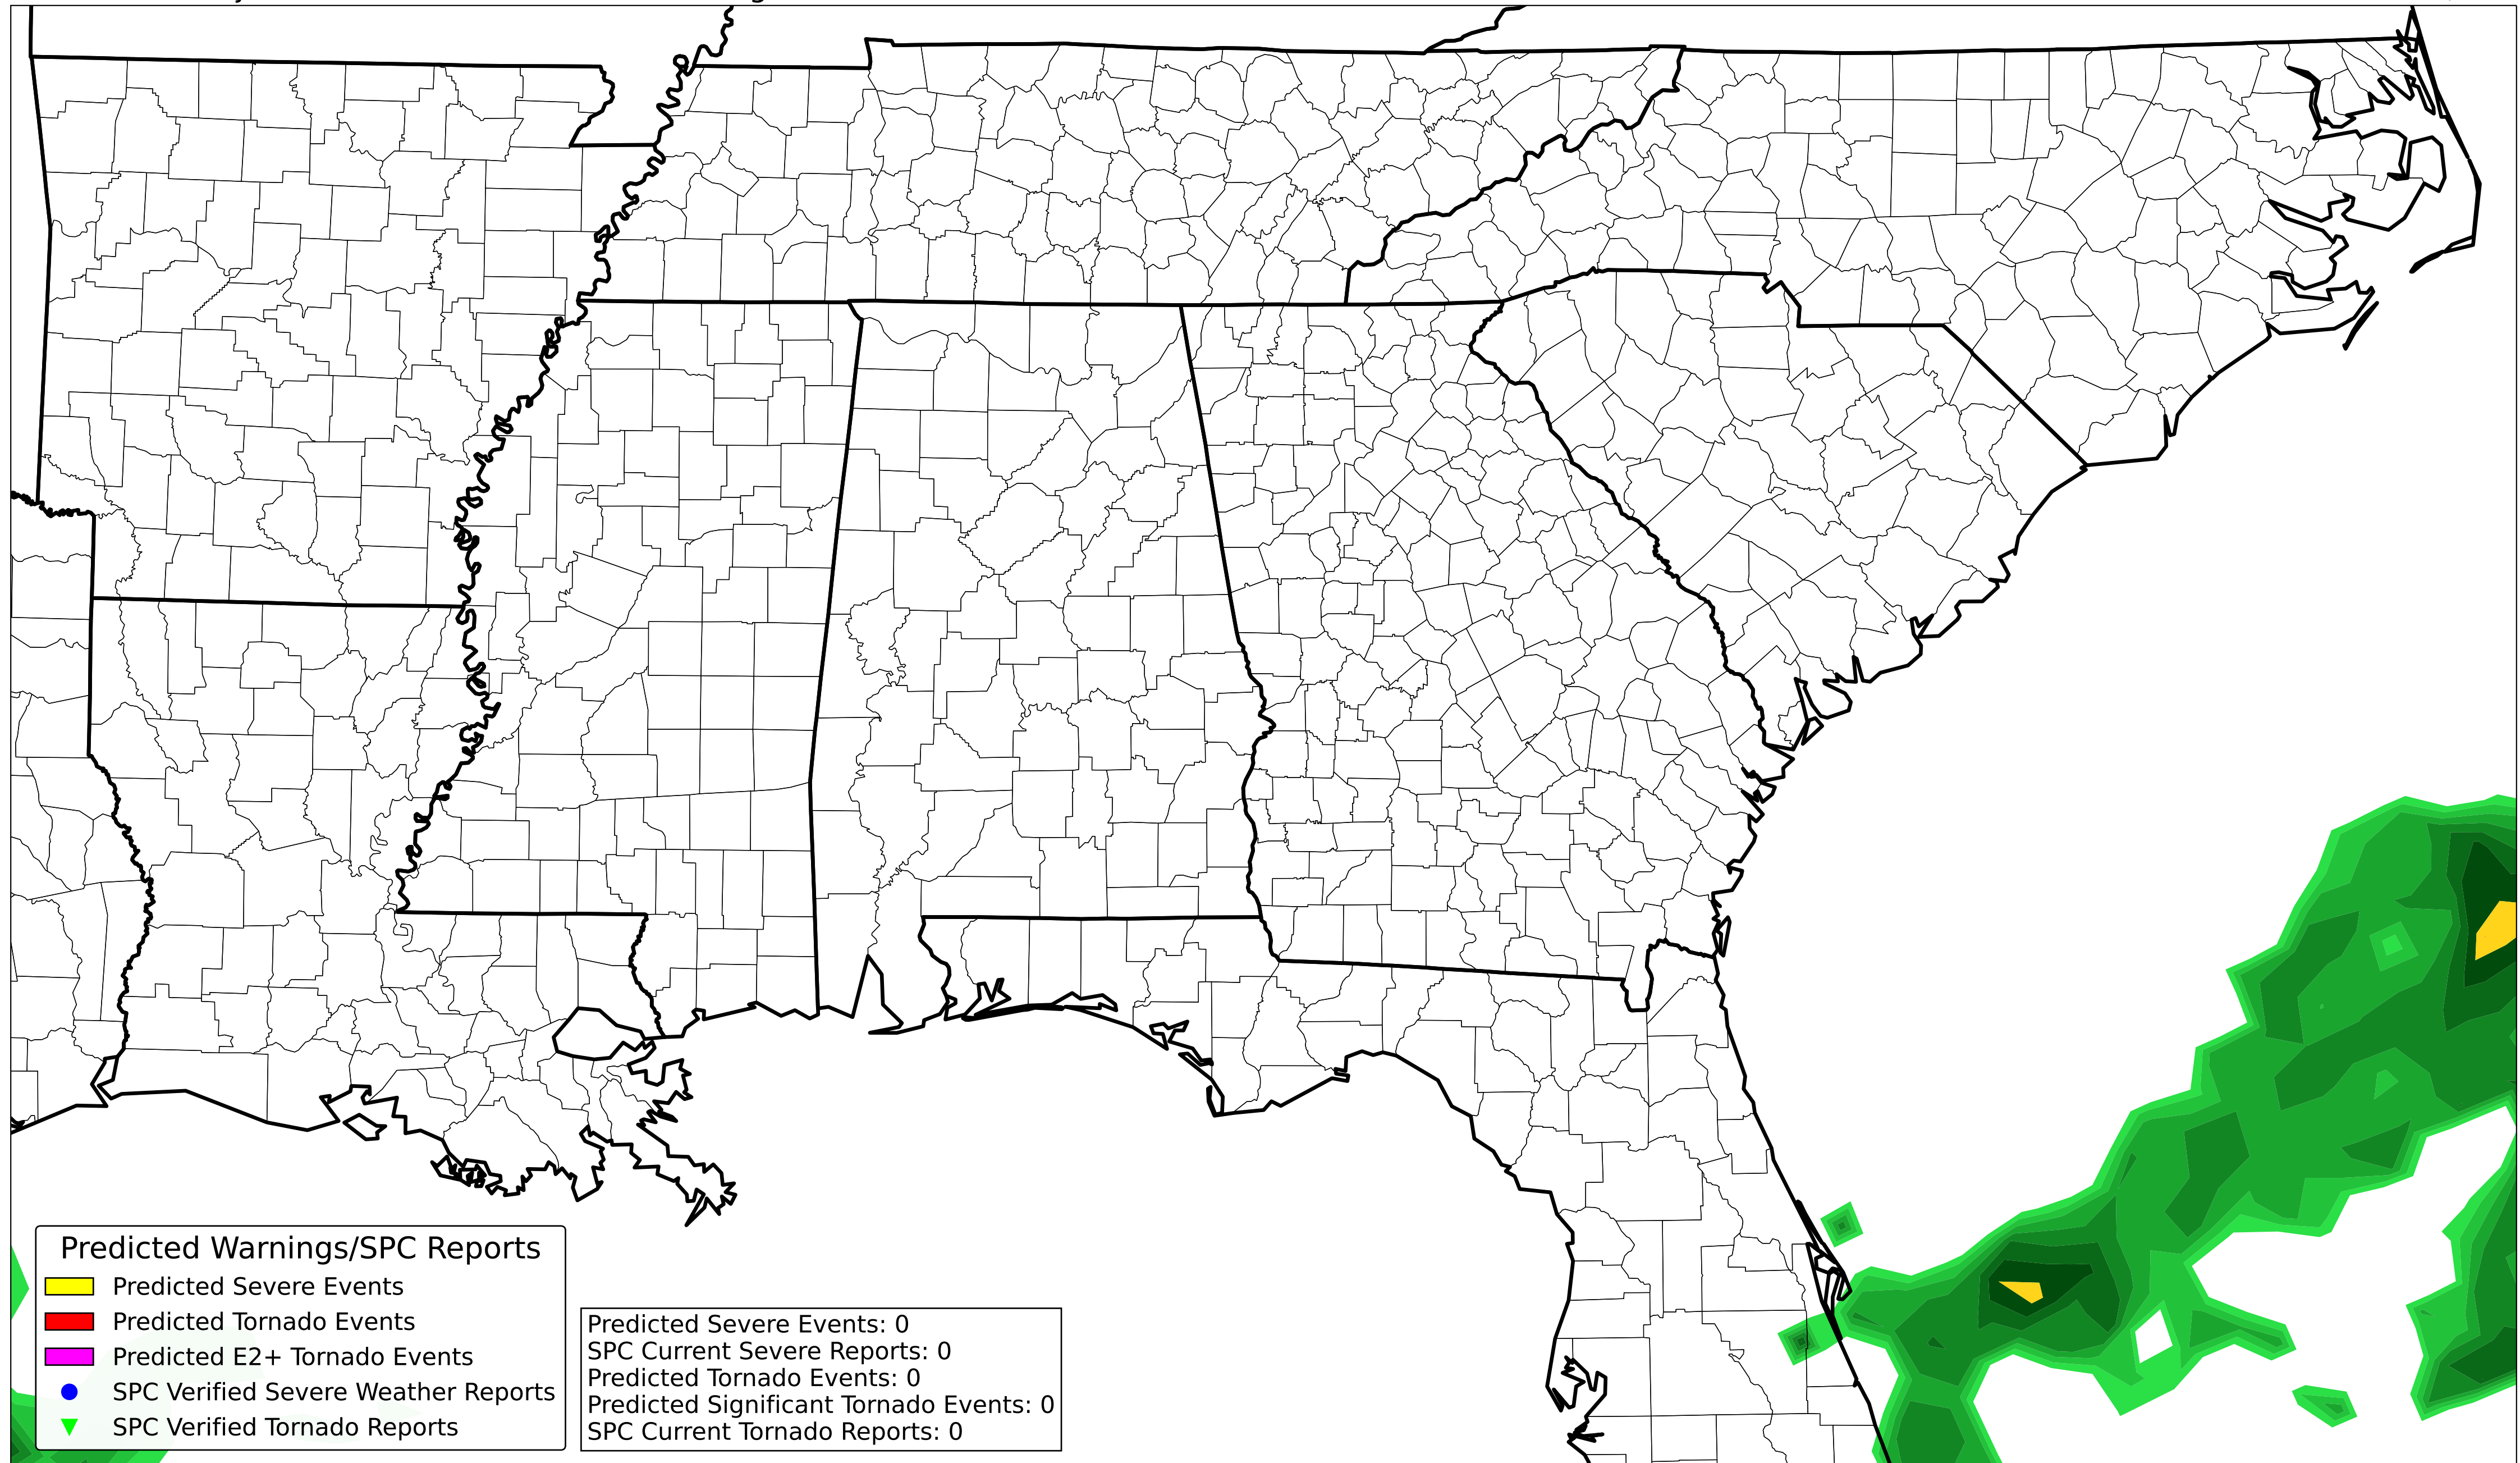 Predicted Warnings/SPC Reports
Predicted Severe Events
Predicted Tornado Events
Predicted E2+ Tornado Events
SPC Verified Severe Weather Reports
SPC Verified Tornado Reports
Predicted Severe Events: 0
SPC Current Severe Reports: 0
Predicted Tornado Events: 0
Predicted Significant Tornado Events: 0
SPC Current Tornado Reports: 0